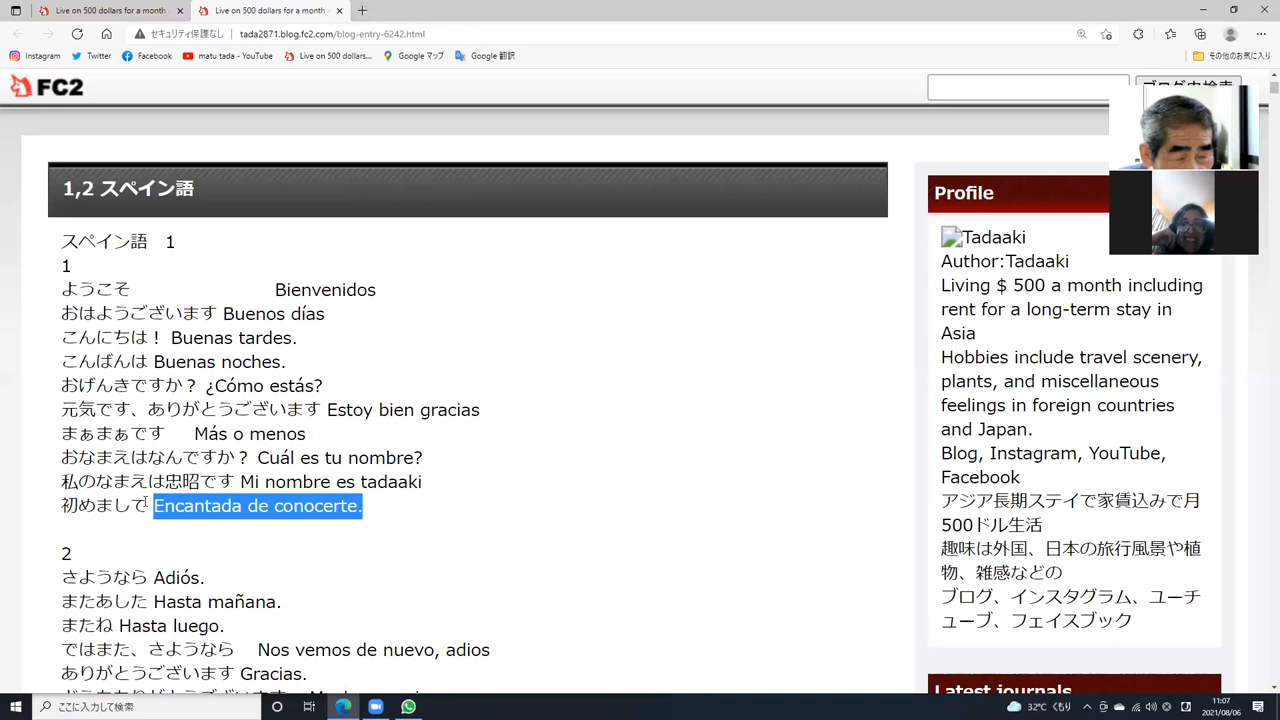 Live on 500 dollars for a month
Live on 500 dollars for a month
セキュリティ保護なし
tada2871.blog.fc2.com/blog-entry-6242.html
Instagram
Twitter
Facebook
matu tada - YouTube
Live on 500 dollars...
Google マップ
Google 翻訳
その他のお気に入り
FC2
ブログ内検索
1,2 スペイン語
スペイン語 1
1
ようこそ Bienvenidos
おはようございます Buenos días
こんにちは！ Buenas tardes.
こんばんは Buenas noches.
おげんきですか？ ¿Cómo estás?
元気です、ありがとうございます Estoy bien gracias
まぁまぁです Más o menos
おなまえはなんですか？ Cuál es tu nombre?
私のなまえは忠昭です Mi nombre es tadaaki
初めまして Encantada de conocerte.
2
さようなら Adiós.
またあした Hasta mañana.
またね Hasta luego.
ではまた、さようなら Nos vemos de nuevo, adios
ありがとうございます Gracias.
Profile
Tadaaki
Author:Tadaaki
Living $ 500 a month including
rent for a long-term stay in
Asia
Hobbies include travel scenery,
plants, and miscellaneous
feelings in foreign countries
and Japan.
Blog, Instagram, YouTube,
Facebook
アジア長期ステイで家賃込みで月
500ドル生活
趣味は外国、日本の旅行風景や植
物、雑感などの
ブログ、インスタグラム、ユーチ
ューブ、フェイスブック
Latest journals
ここに入力して検索
32℃ くもり
11:07
2021/08/06